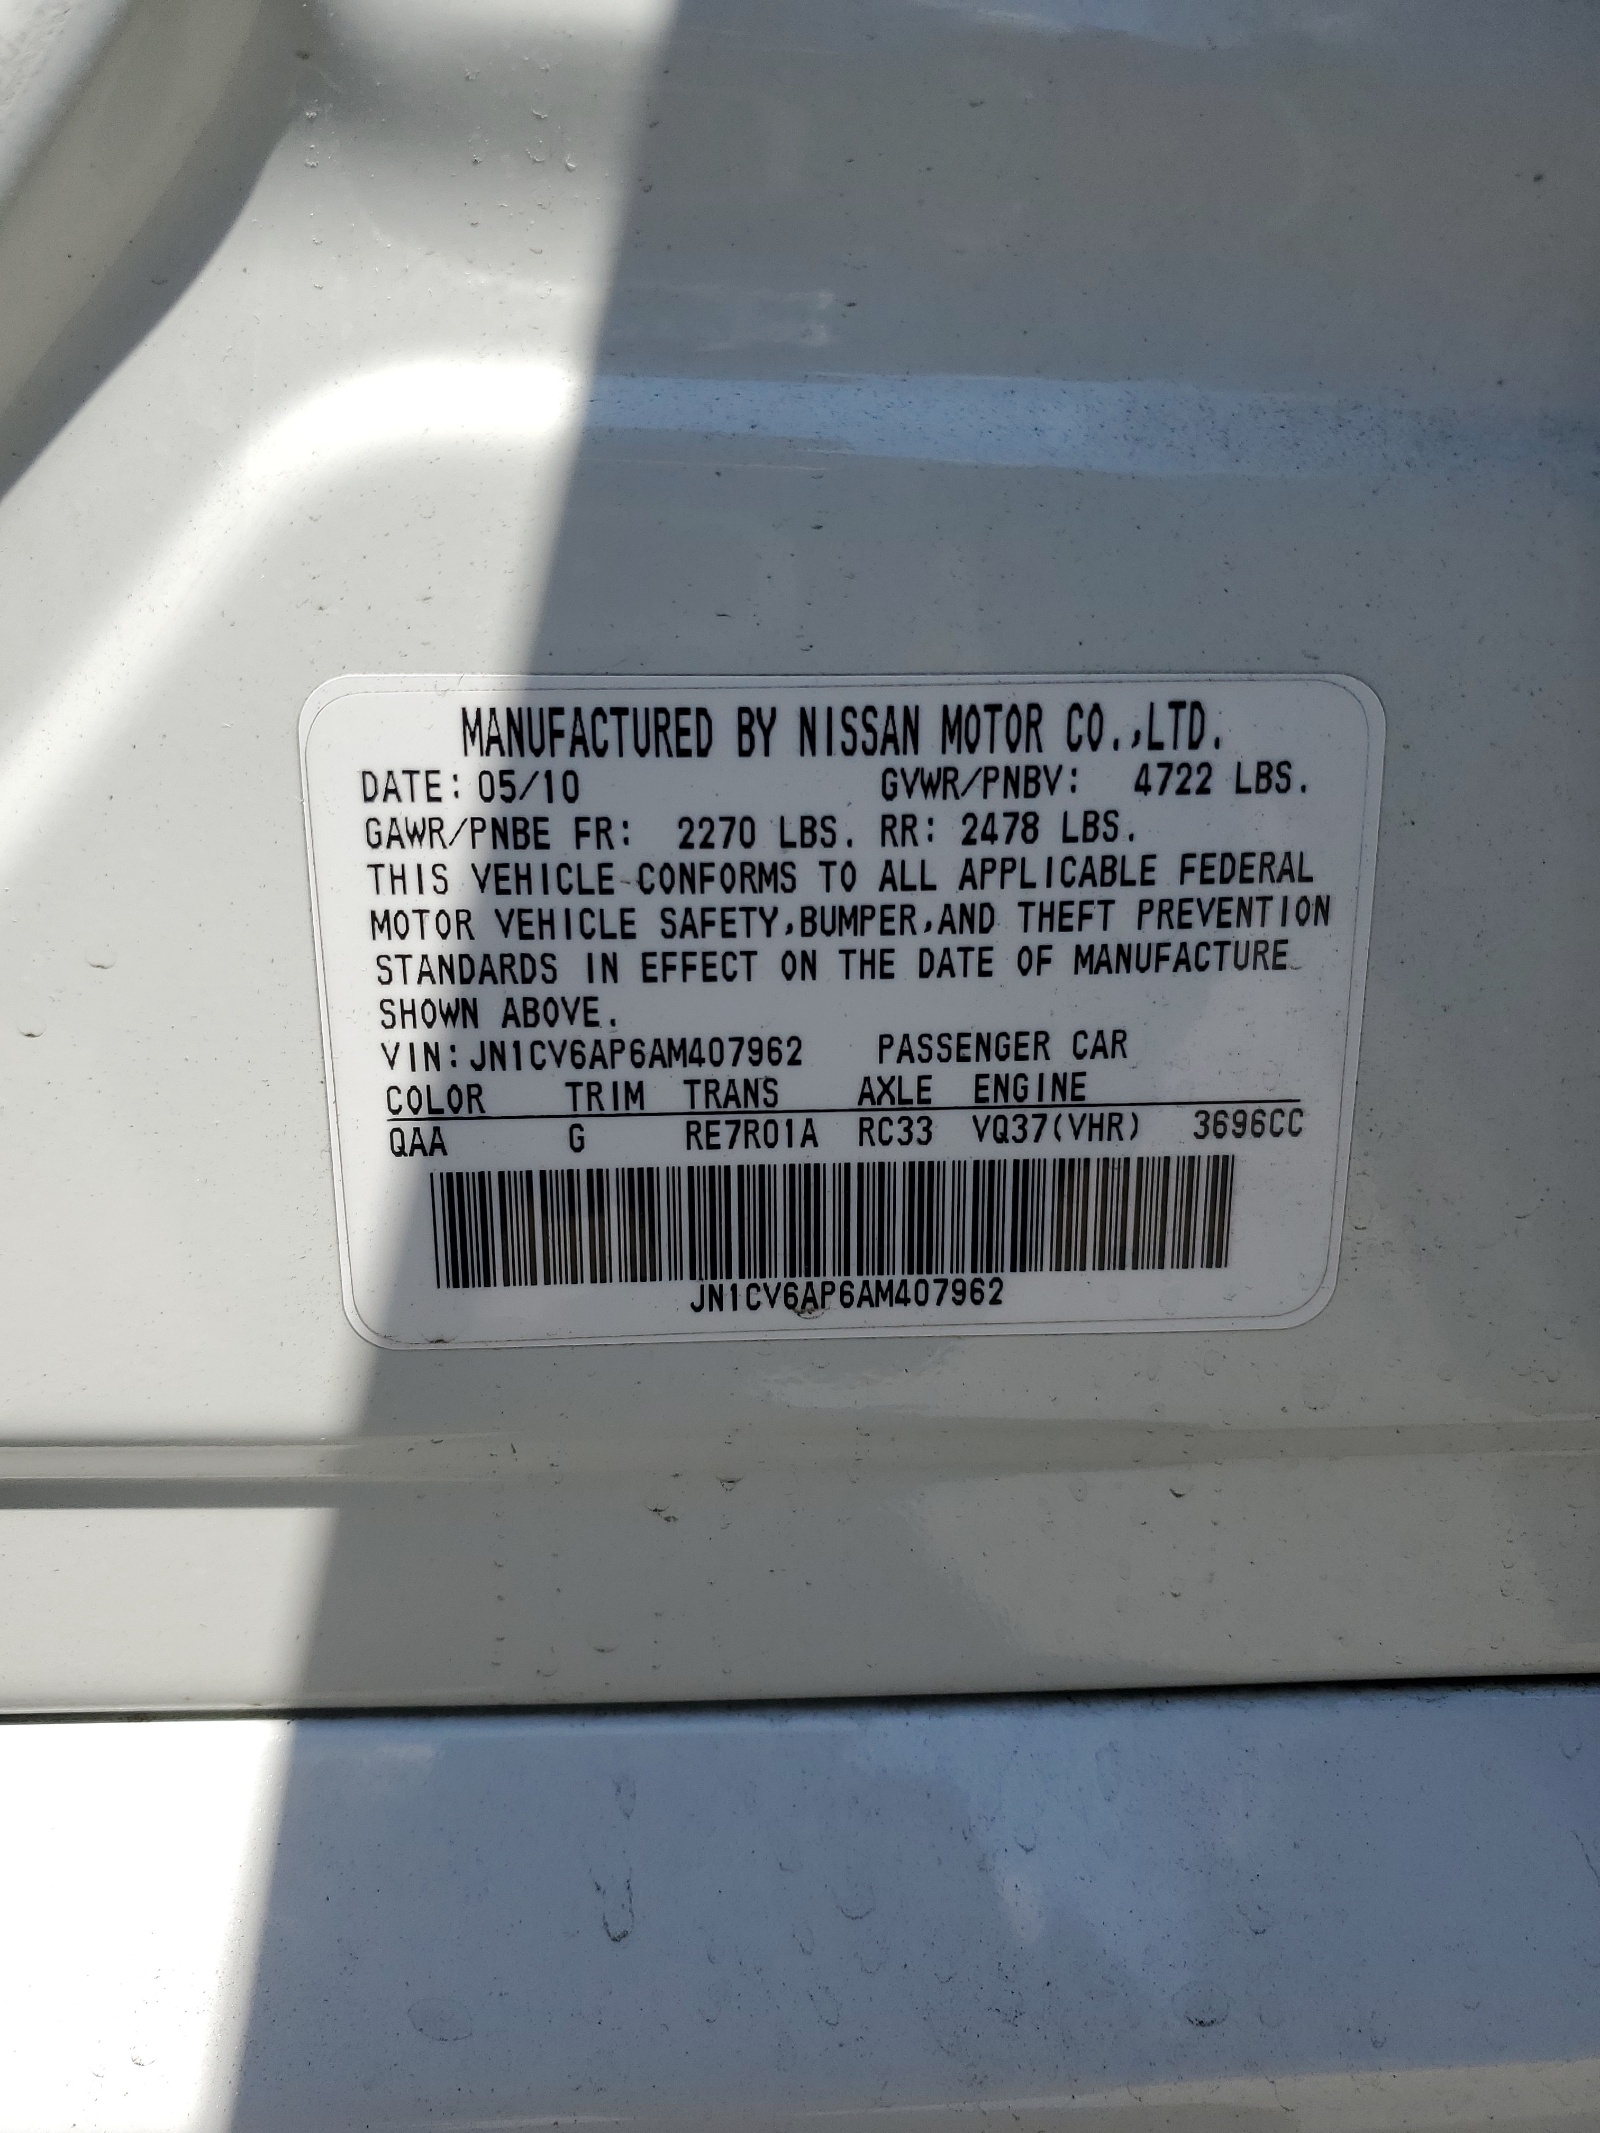 MANUFACTURED BY NISSAN MOTOR CO.,LTD.
DATE: 05/10 GVWR/PNBV: 4722 LBS.
GAWR/PNBE FR: 2270 LBS. RR: 2478 LBS.
THIS VEHICLE CONFORMS TO ALL APPLICABLE FEDERAL
MOTOR VEHICLE SAFETY,BUMPER,AND THEFT PREVENTION
STANDARDS IN EFFECT ON THE DATE OF MANUFACTURE
SHOWN ABOVE.
VIN: JN1CV6AP6AM407962 PASSENGER CAR
COLOR TRIM TRANS AXLE ENGINE
QAA G RE7R01A RC33 VQ37(VHR) 3696CC
JN1CV6AP6AM407962